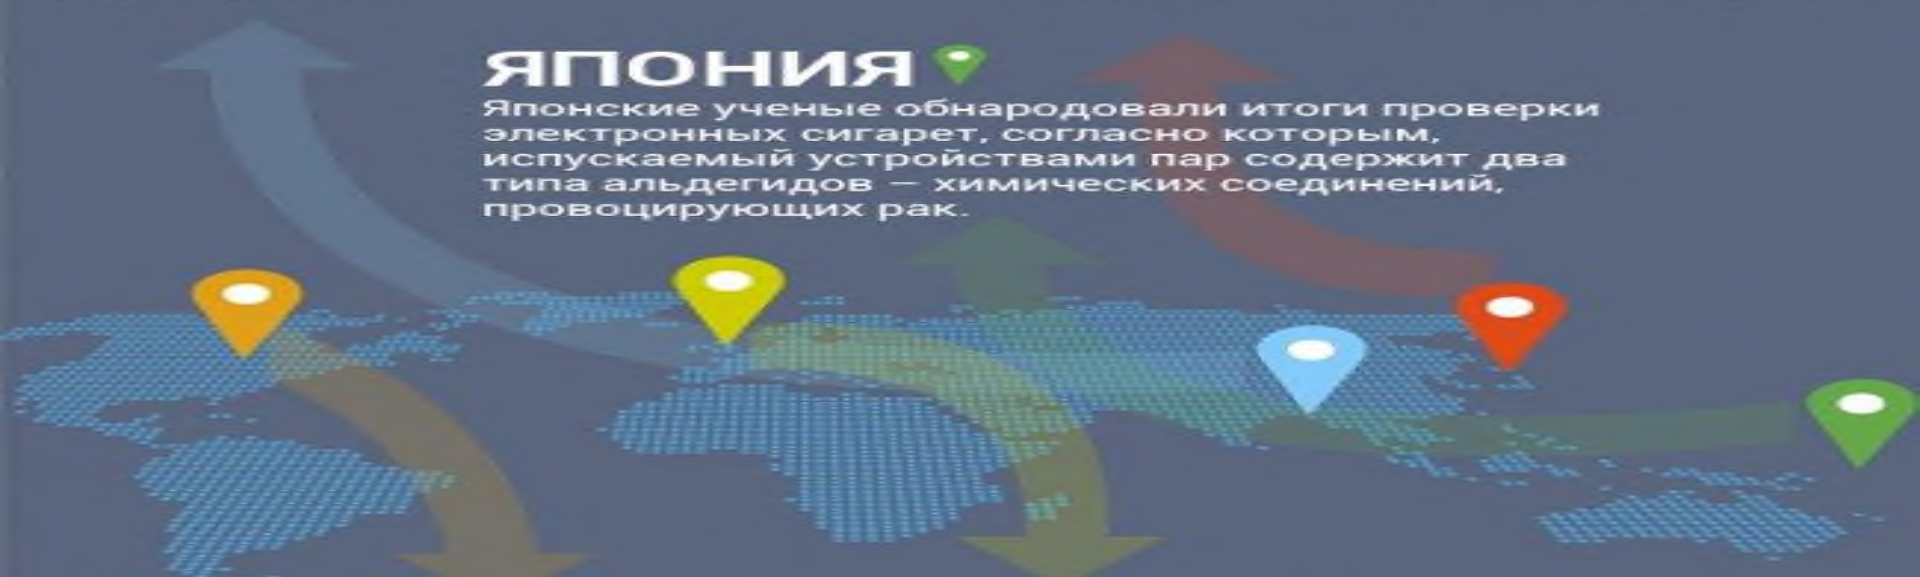 ЯПОНИЯ
Японские ученые обнародовали итоги проверки
электронных сигарет, согласно которым,
испускаемый устройствами пар содержит два
типа альдегидов – химических соединений,
провоцирующих рак.